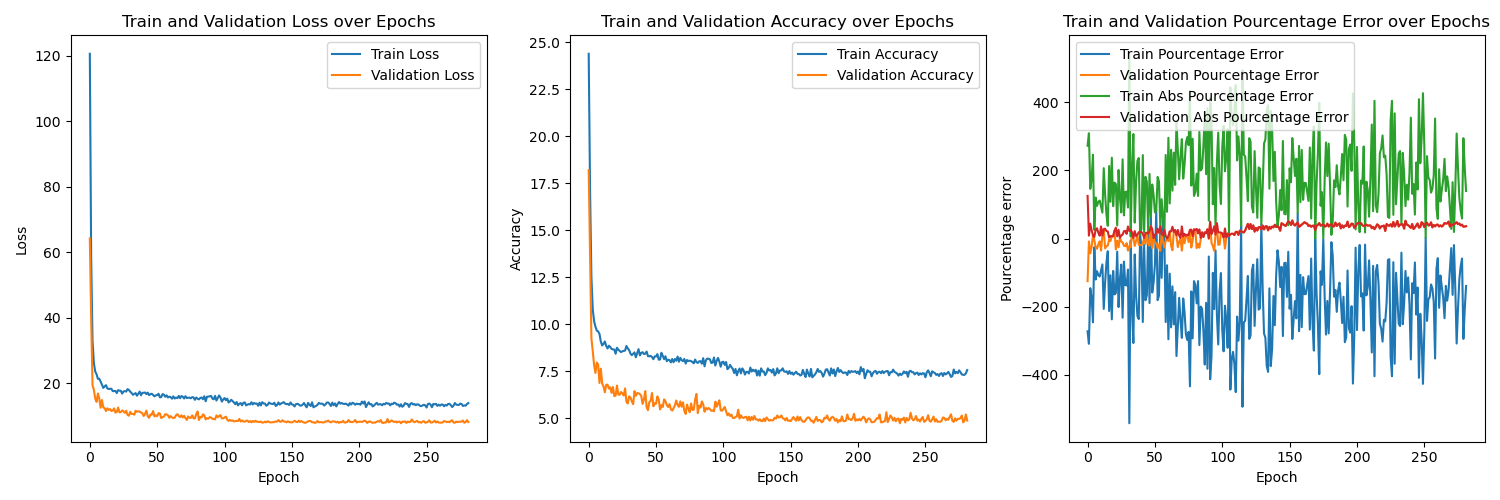 Train and Validation Loss over Epochs
Train Loss
Validation Loss
120
100
80
60
40
20
Loss
0 50 100 150 200 250
Epoch
Train and Validation Accuracy over Epochs
Train Accuracy
Validation Accuracy
25.0
22.5
20.0
17.5
15.0
12.5
10.0
7.5
5.0
Accuracy
0 50 100 150 200 250
Epoch
Train and Validation Pourcentage Error over Epochs
Train Pourcentage Error
Validation Pourcentage Error
Train Abs Pourcentage Error
Validation Abs Pourcentage Error
400
200
0
−200
−400
Pourcentage error
0 50 100 150 200 250
Epoch